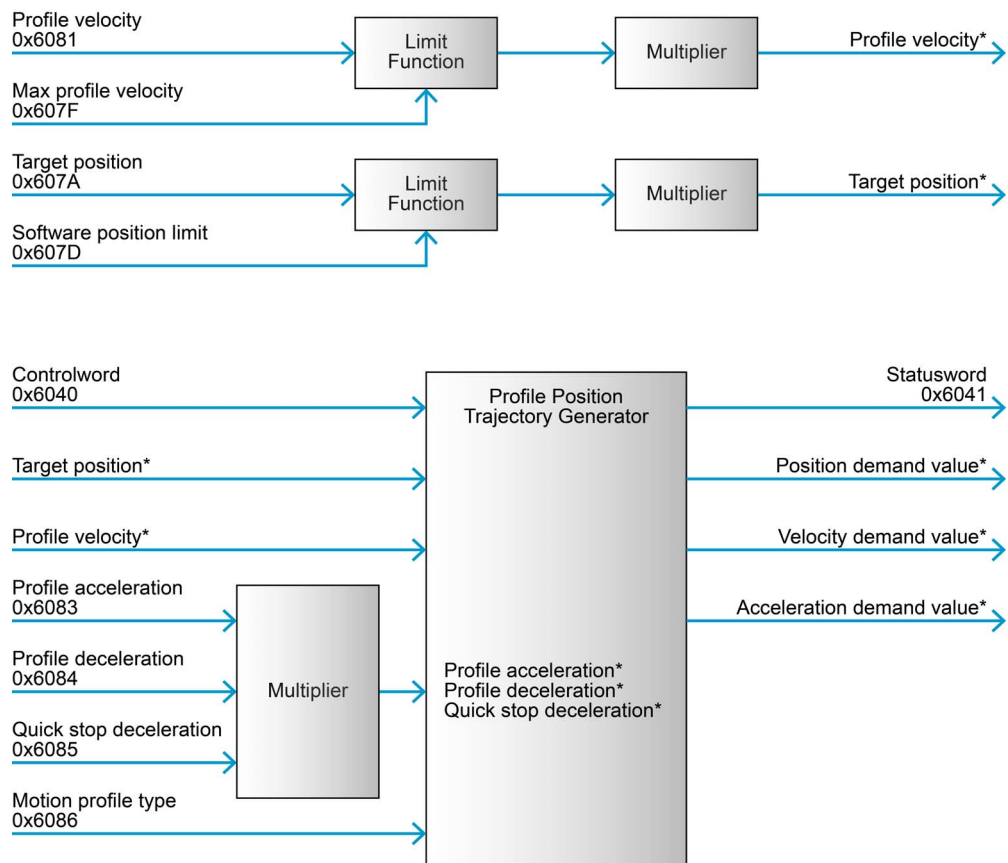 Profile velocity
0x6081
Limit
Function
Multiplier
Profile velocity*
Max profile velocity
0x607F
Target position
0x607A
Limit
Function
Multiplier
Target position*
Software position limit
0x607D
Controlword
0x6040
Profile Position
Trajectory Generator
Statusword
0x6041
Target position*
Position demand value*
Profile velocity*
Velocity demand value*
Profile acceleration
0x6083
Acceleration demand value*
Profile deceleration
0x6084
Multiplier
Profile acceleration*
Profile deceleration*
Quick stop deceleration*
Quick stop deceleration
0x6085
Motion profile type
0x6086